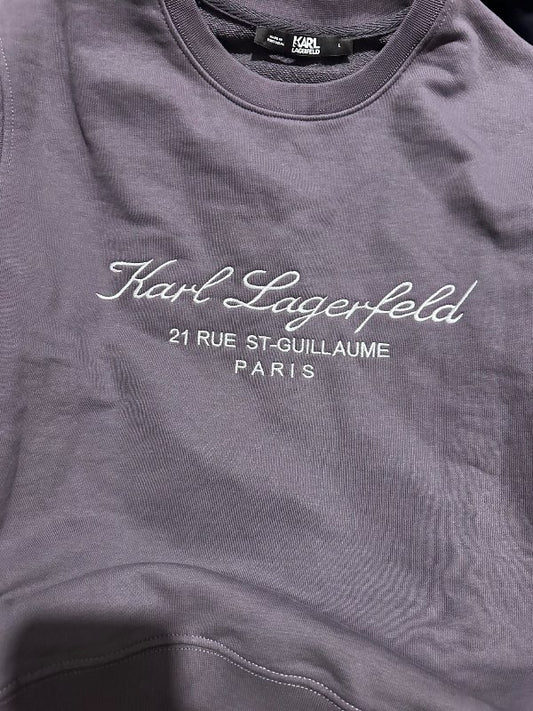 KARL
LAGERFELD
L
Karl Lagerfeld
21 RUE ST-GUILLAUME
PARIS